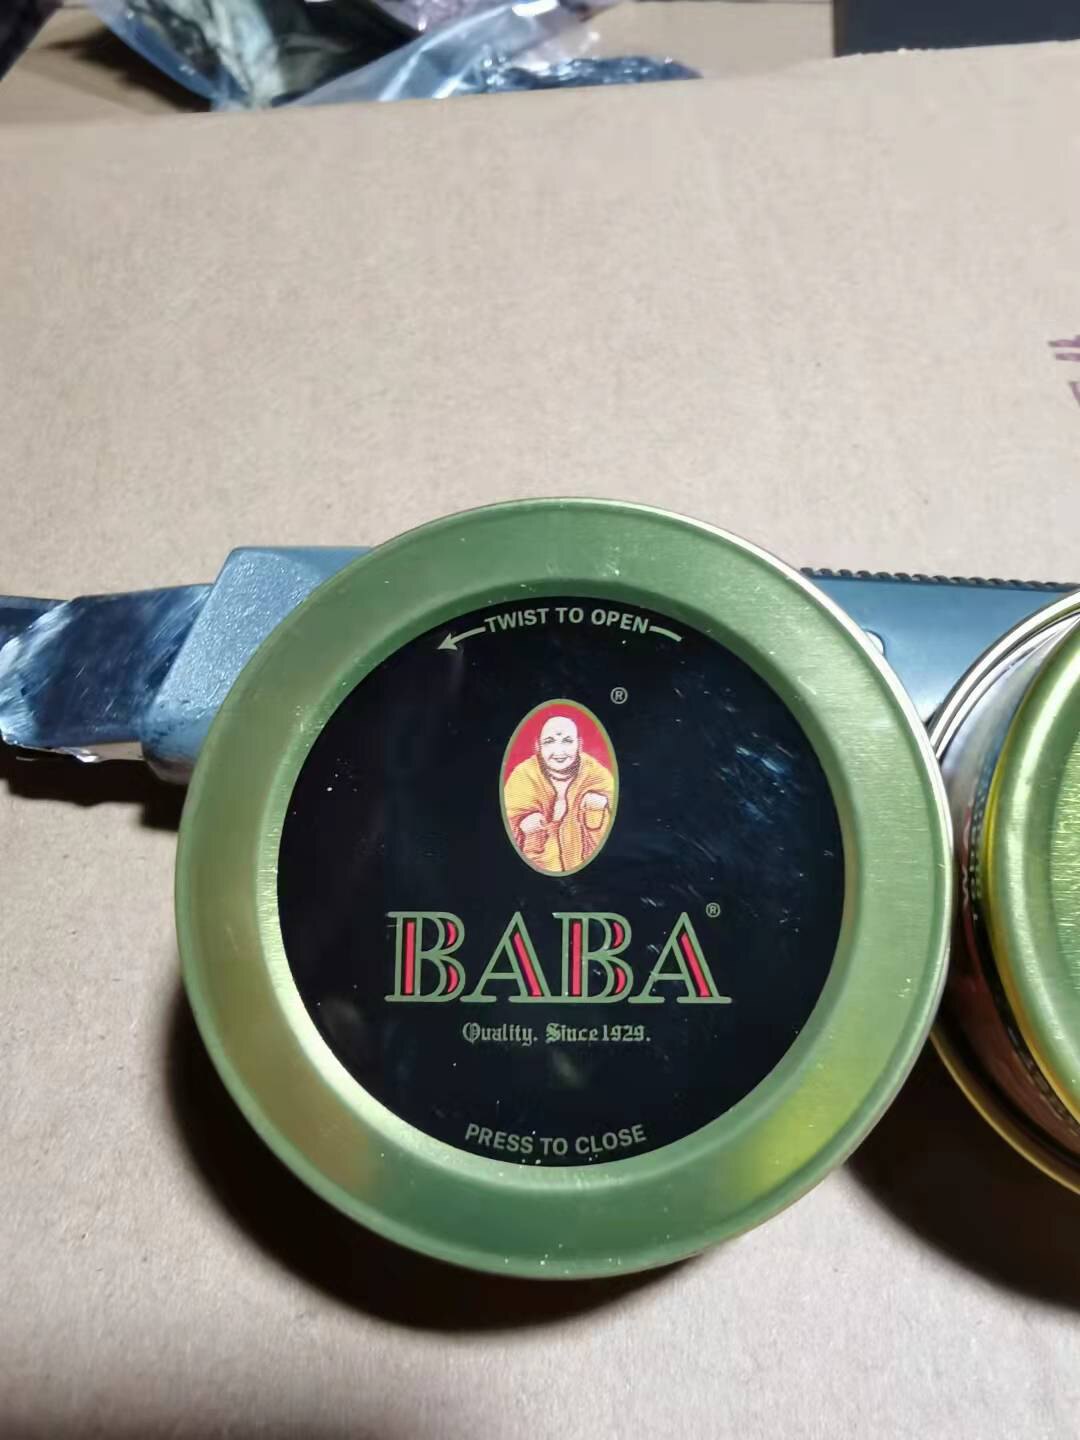 TWIST TO OPEN
®
BABA®
Quality. Since 1929.
PRESS TO CLOSE